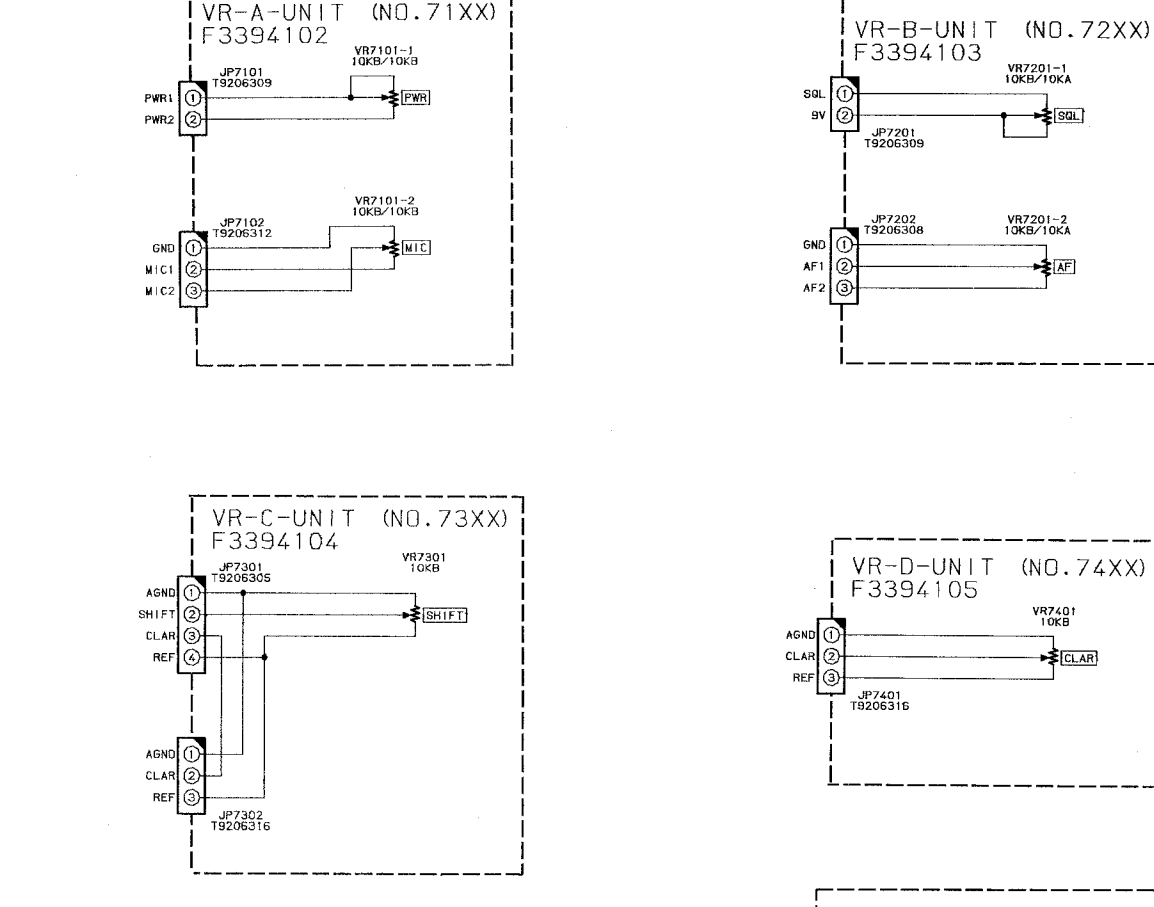 VR-A-UNIT (NO.71XX)
F3394102
VR7101-1
10KB/10KB
JP7101
T9206309
PWR1 1
PWR2 2
PWR
VR7101-2
10KB/10KB
JP7102
T9206312
GND 1
MIC1 2
MIC2 3
MIC
VR-B-UNIT (NO.72XX)
F3394103
VR7201-1
10KB/10KA
SQL 1
9V 2
SQL
JP7201
T9206309
JP7202
T9206308
VR7201-2
10KB/10KA
GND 1
AF1 2
AF2 3
AF
VR-C-UNIT (NO.73XX)
F3394104
VR7301
10KB
JP7301
T9206305
AGND 1
SHIFT 2
CLAR 3
REF 4
SHIFT
AGND 1
CLAR 2
REF 3
JP7302
T9206316
VR-D-UNIT (NO.74XX)
F3394105
VR7401
10KB
AGND 1
CLAR 2
REF 3
CLAR
JP7401
T9206316